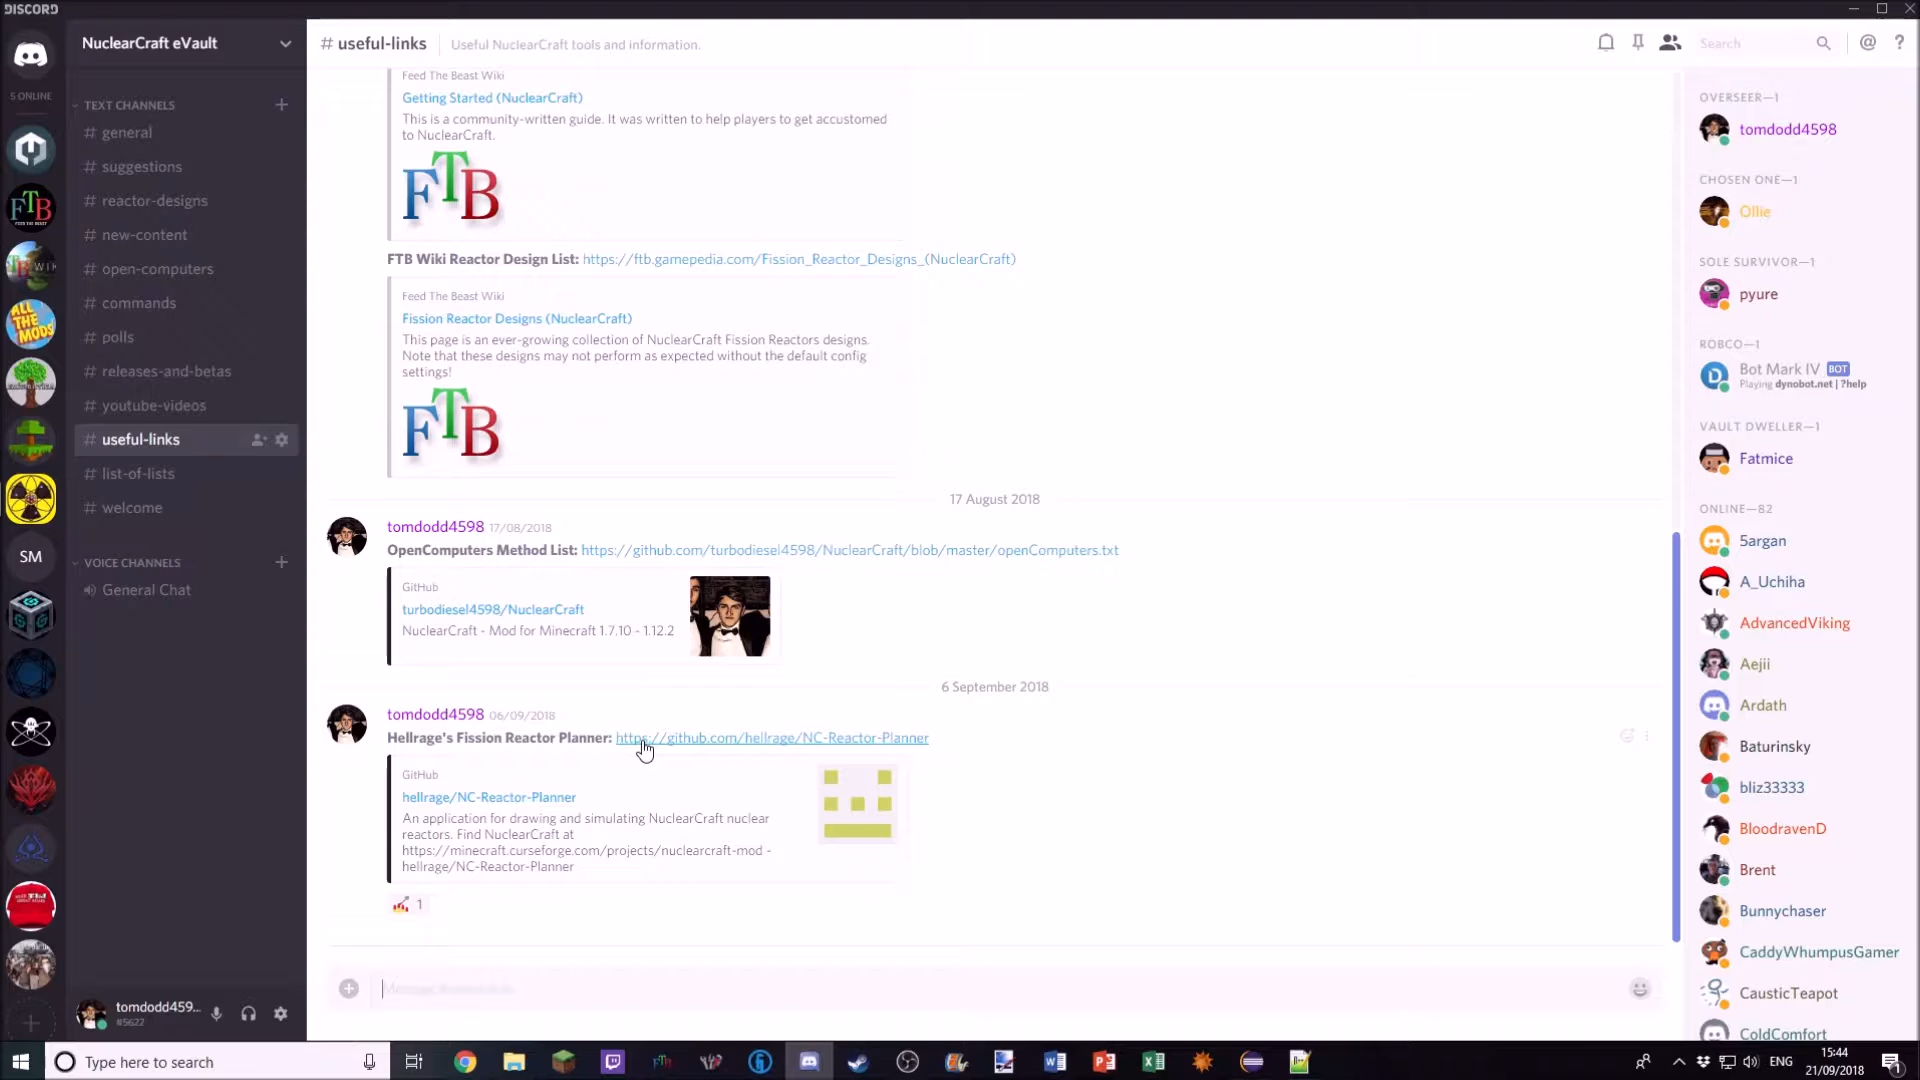 DISCORD
5 ONLINE
FTB
FEED THE BEAST
ALL THE MODS
SM
NuclearCraft eVault
TEXT CHANNELS
# general
# suggestions
# reactor-designs
# new-content
# open-computers
# commands
# polls
# releases-and-betas
# youtube-videos
# useful-links
# list-of-lists
# welcome
VOICE CHANNELS
General Chat
tomdodd459...
#5622
# useful-links
Useful NuclearCraft tools and information.
Search
Feed The Beast Wiki
Getting Started (NuclearCraft)
This is a community-written guide. It was written to help players to get accustomed
to NuclearCraft.
FTB
FTB Wiki Reactor Design List: https://ftb.gamepedia.com/Fission_Reactor_Designs_(NuclearCraft)
Feed The Beast Wiki
Fission Reactor Designs (NuclearCraft)
This page is an ever-growing collection of NuclearCraft Fission Reactors designs.
Note that these designs may not perform as expected without the default config
settings!
FTB
17 August 2018
tomdodd4598 17/08/2018
OpenComputers Method List: https://github.com/turbodiesel4598/NuclearCraft/blob/master/openComputers.txt
GitHub
turbodiesel4598/NuclearCraft
NuclearCraft - Mod for Minecraft 1.7.10 - 1.12.2
6 September 2018
tomdodd4598 06/09/2018
Hellrage's Fission Reactor Planner: https://github.com/hellrage/NC-Reactor-Planner
GitHub
hellrage/NC-Reactor-Planner
An application for drawing and simulating NuclearCraft nuclear
reactors. Find NuclearCraft at
https://minecraft.curseforge.com/projects/nuclearcraft-mod -
hellrage/NC-Reactor-Planner
1
OVERSEER—1
tomdodd4598
CHOSEN ONE—1
Ollie
SOLE SURVIVOR—1
pyure
ROBCO—1
Bot Mark IV BOT
Playing dynobot.net | ?help
VAULT DWELLER—1
Fatmice
ONLINE—82
5argan
A_Uchiha
AdvancedViking
Aejii
Ardath
Baturinsky
bliz33333
BloodravenD
Brent
Bunnychaser
CaddyWhumpusGamer
CausticTeapot
ColdComfort
Type here to search
ENG
15:44
21/09/2018
1